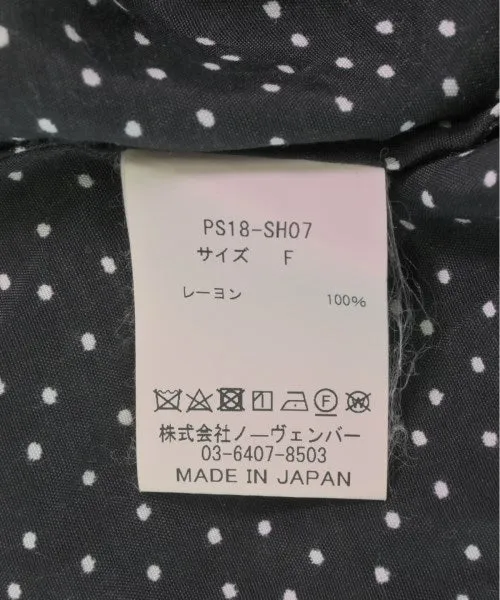 PS18-SH07
サイズ F
レーヨン 100%
株式会社ノーヴェンバー
03-6407-8503
MADE IN JAPAN